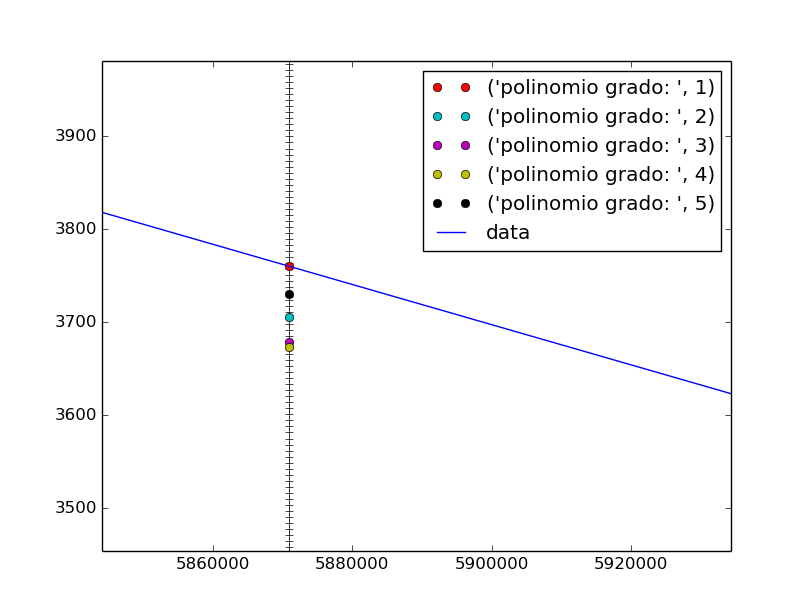 ('polinomio grado: ', 1)
('polinomio grado: ', 2)
('polinomio grado: ', 3)
('polinomio grado: ', 4)
('polinomio grado: ', 5)
data
3900
3800
3700
3600
3500
5860000 5880000 5900000 5920000